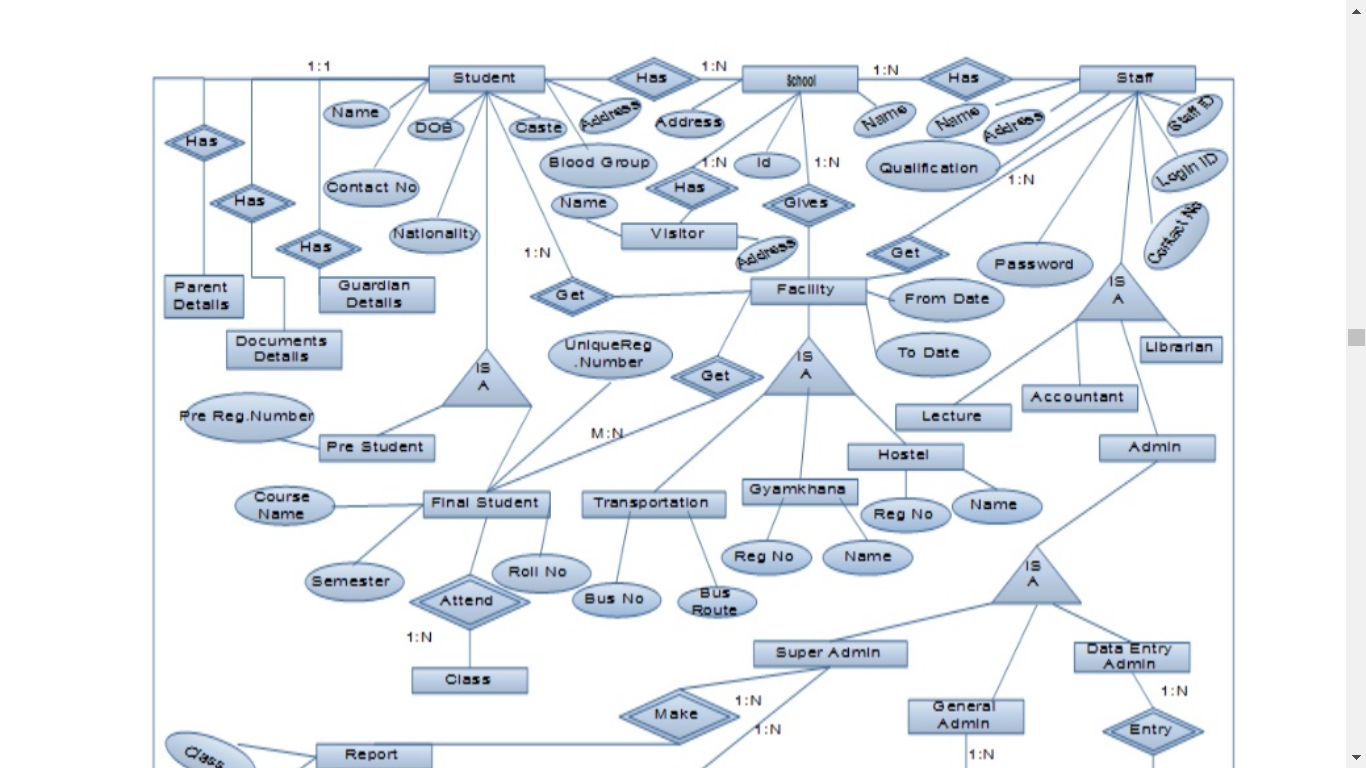 1:1
Student
Has
1:N
School
1:N
Has
Staff
Name
DOB
Caste
Address
Address
Name
Name
Address
Staff ID
Has
Blood Group
1:N
Id
1:N
Qualification
1:N
Login ID
Contact No
Has
Has
Name
Gives
Has
Nationality
Visitor
Address
Contact No
1:N
Get
Password
Parent
Details
Guardian
Details
Get
Facility
From Date
IS
A
Documents
Details
UniqueReg
.Number
To Date
Librarian
IS
A
Get
IS
A
Accountant
Pre Reg.Number
Lecture
M:N
Pre Student
Hostel
Admin
Course
Name
Final Student
Transportation
Gyamkhana
Reg No
Name
Semester
Roll No
Reg No
Name
IS
A
Attend
Bus No
Bus
Route
1:N
Super Admin
Data Entry
Admin
Class
1:N
1:N
Make
General
Admin
1:N
Entry
Class
Report
1:N